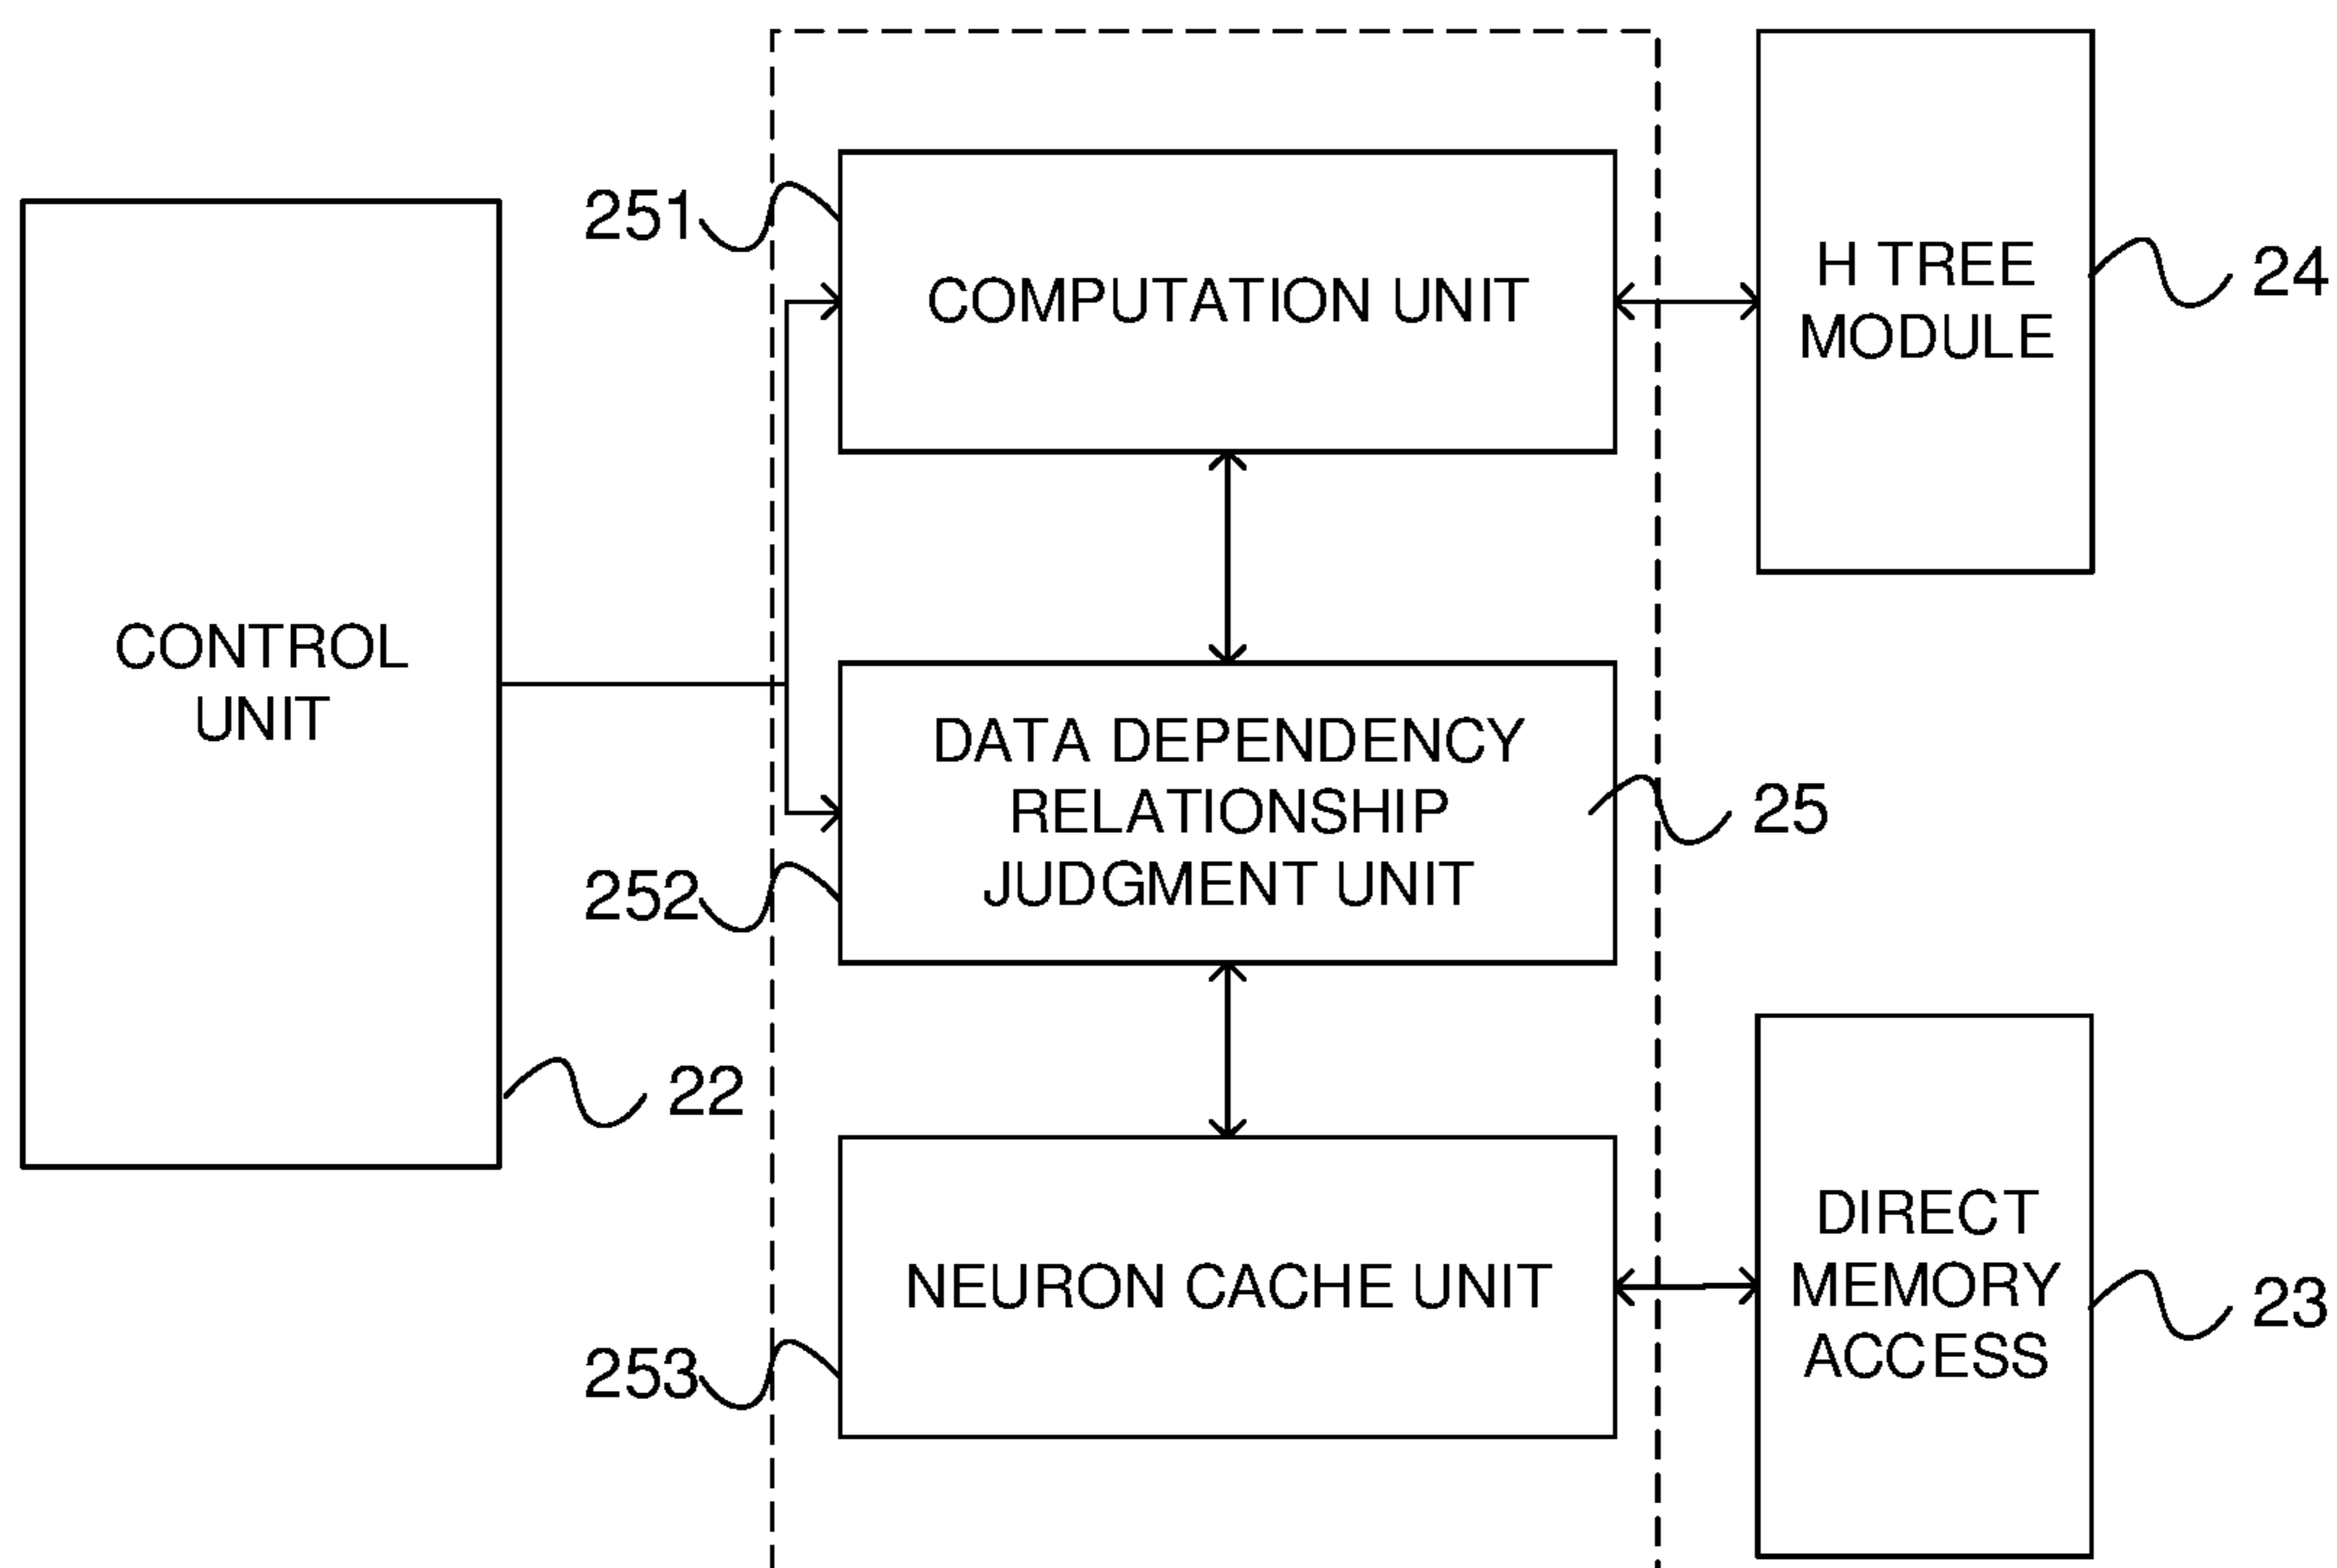 251
COMPUTATION UNIT
H TREE
MODULE
24
CONTROL
UNIT
22
DATA DEPENDENCY
RELATIONSHIP
JUDGMENT UNIT
25
252
NEURON CACHE UNIT
253
DIRECT
MEMORY
ACCESS
23